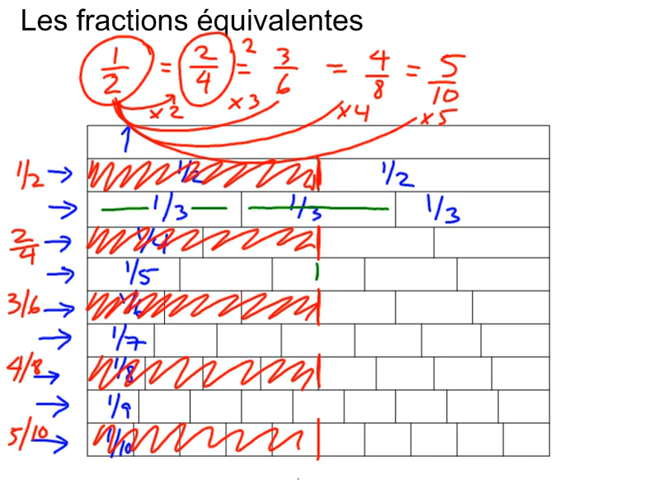 Les fractions équivalentes
1/2 = 2/4 =² 3/6 = 4/8 = 5/10
×2 ×3 ×4 ×5
1
1/2 → 1/2 1/2
→ 1/3 1/3 1/3
2/4 → 1/4
→ 1/5
3/6 → 1/6
→ 1/7
4/8 → 1/8
→ 1/9
5/10 → 1/10